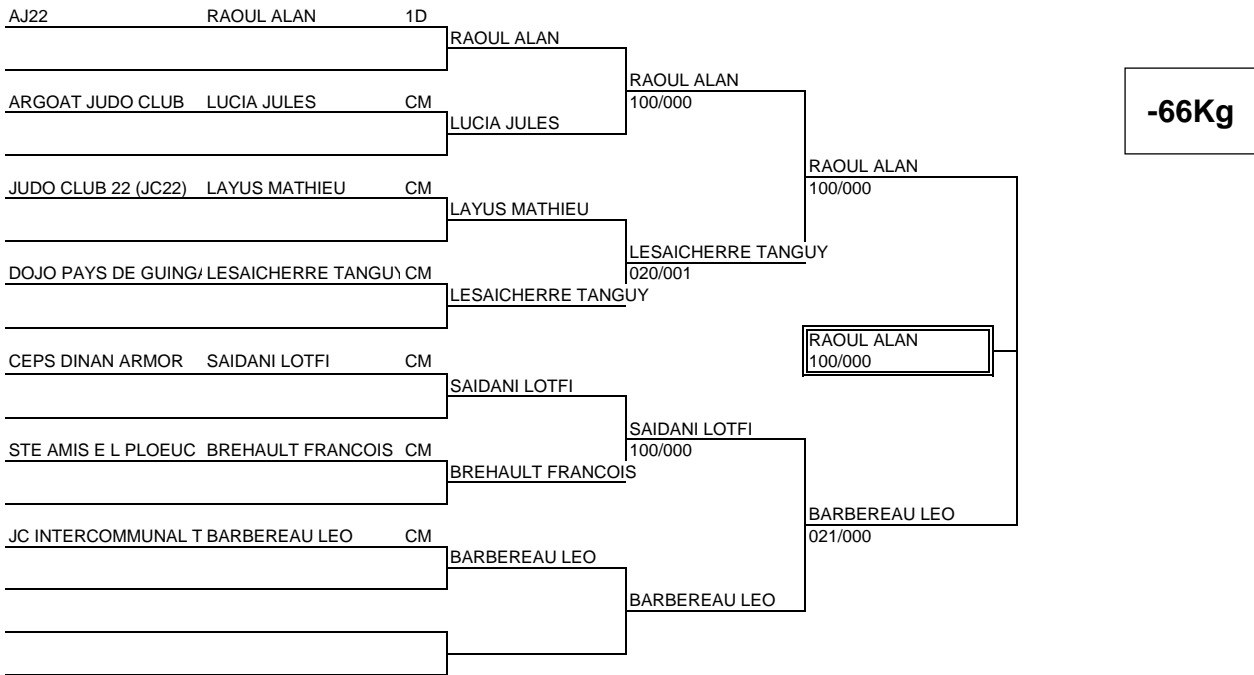 AJ22 RAOUL ALAN 1D
RAOUL ALAN
RAOUL ALAN
100/000
ARGOAT JUDO CLUB LUCIA JULES CM
LUCIA JULES
-66Kg
RAOUL ALAN
100/000
JUDO CLUB 22 (JC22) LAYUS MATHIEU CM
LAYUS MATHIEU
LESAICHERRE TANGUY
020/001
DOJO PAYS DE GUINGA LESAICHERRE TANGUY CM
LESAICHERRE TANGUY
RAOUL ALAN
100/000
CEPS DINAN ARMOR SAIDANI LOTFI CM
SAIDANI LOTFI
SAIDANI LOTFI
100/000
STE AMIS E L PLOEUC BREHAULT FRANCOIS CM
BREHAULT FRANCOIS
BARBEREAU LEO
021/000
JC INTERCOMMUNAL T BARBEREAU LEO CM
BARBEREAU LEO
BARBEREAU LEO